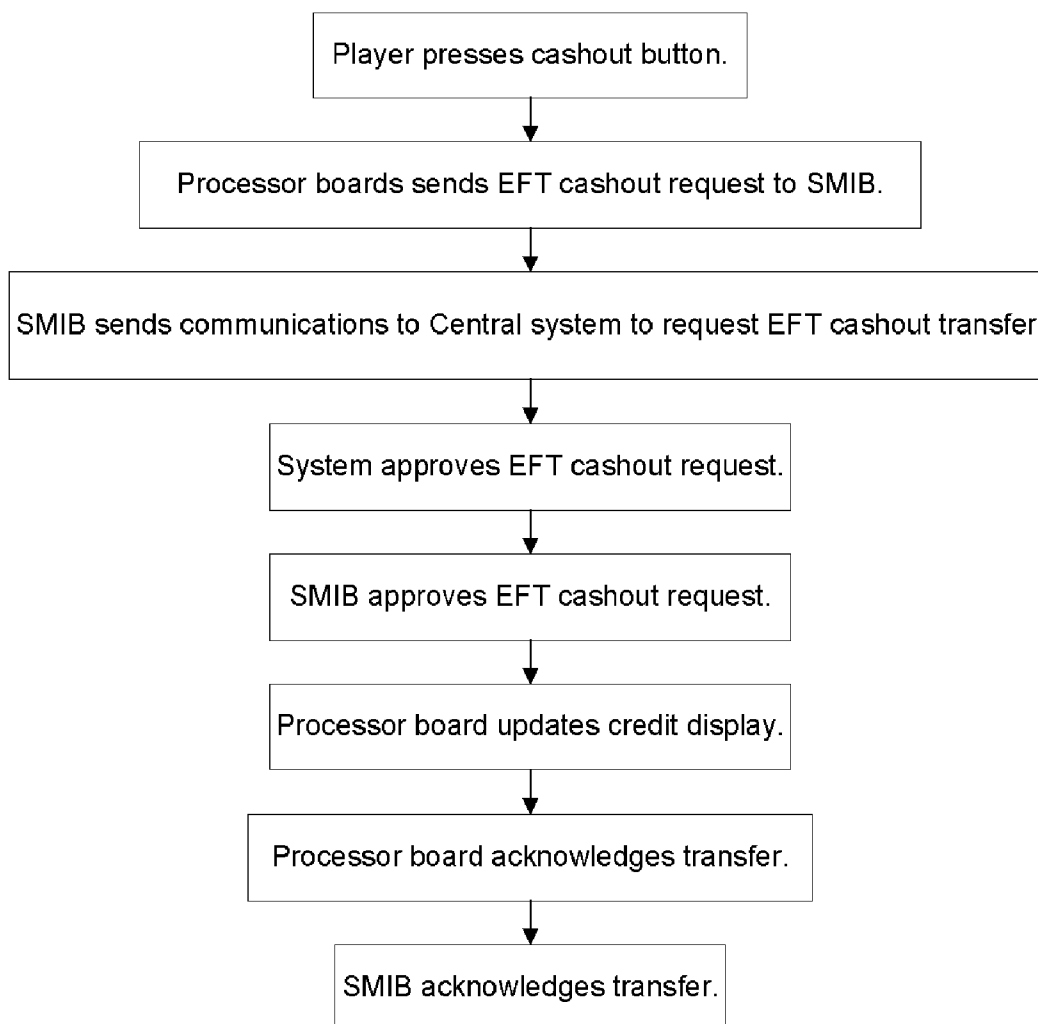 Player presses cashout button.
Processor boards sends EFT cashout request to SMIB.
SMIB sends communications to Central system to request EFT cashout transfer
System approves EFT cashout request.
SMIB approves EFT cashout request.
Processor board updates credit display.
Processor board acknowledges transfer.
SMIB acknowledges transfer.